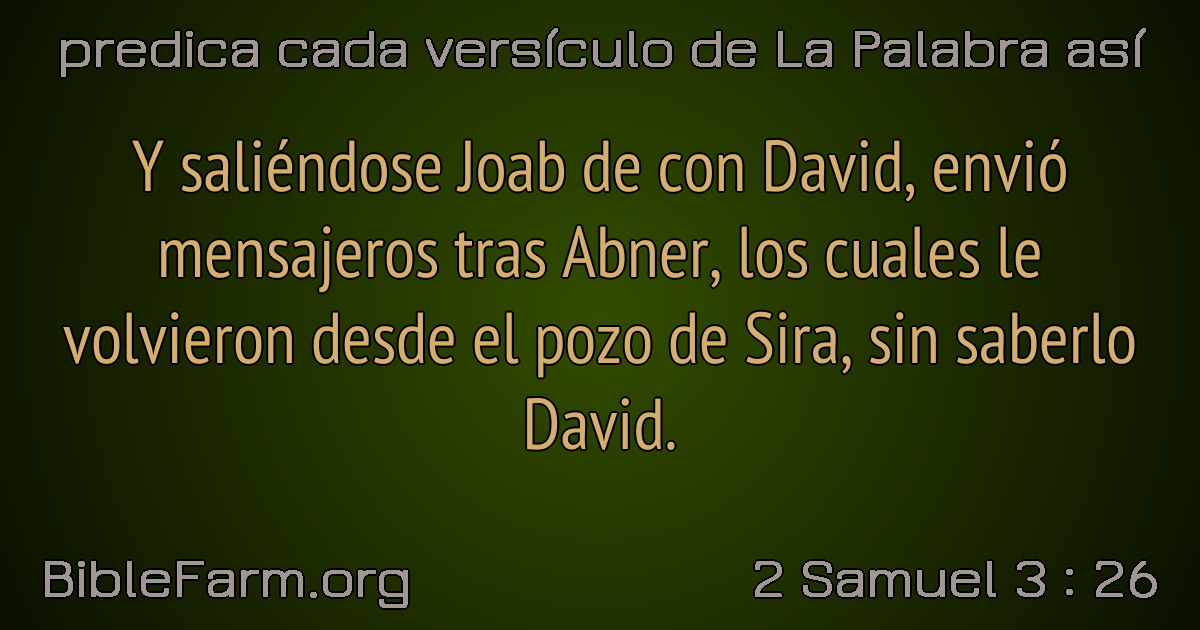 predica cada versículo de La Palabra así
Y saliéndose Joab de con David, envió
mensajeros tras Abner, los cuales le
volvieron desde el pozo de Sira, sin saberlo
David.
BibleFarm.org
2 Samuel 3 : 26